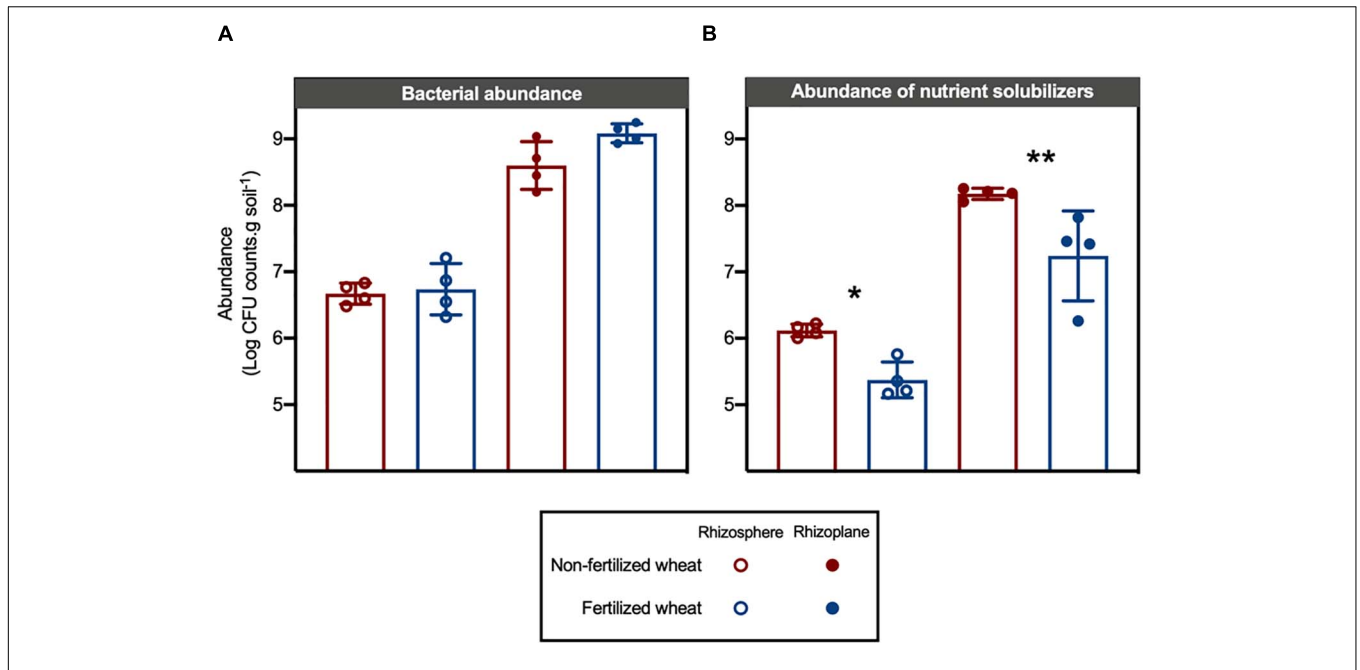 A
B
Bacterial abundance
Abundance of nutrient solubilizers
Abundance
(Log CFU counts.g soil⁻¹)
9
8
7
6
5
9
8
7
6
5
*
**
Rhizosphere Rhizoplane
Non-fertilized wheat
Fertilized wheat